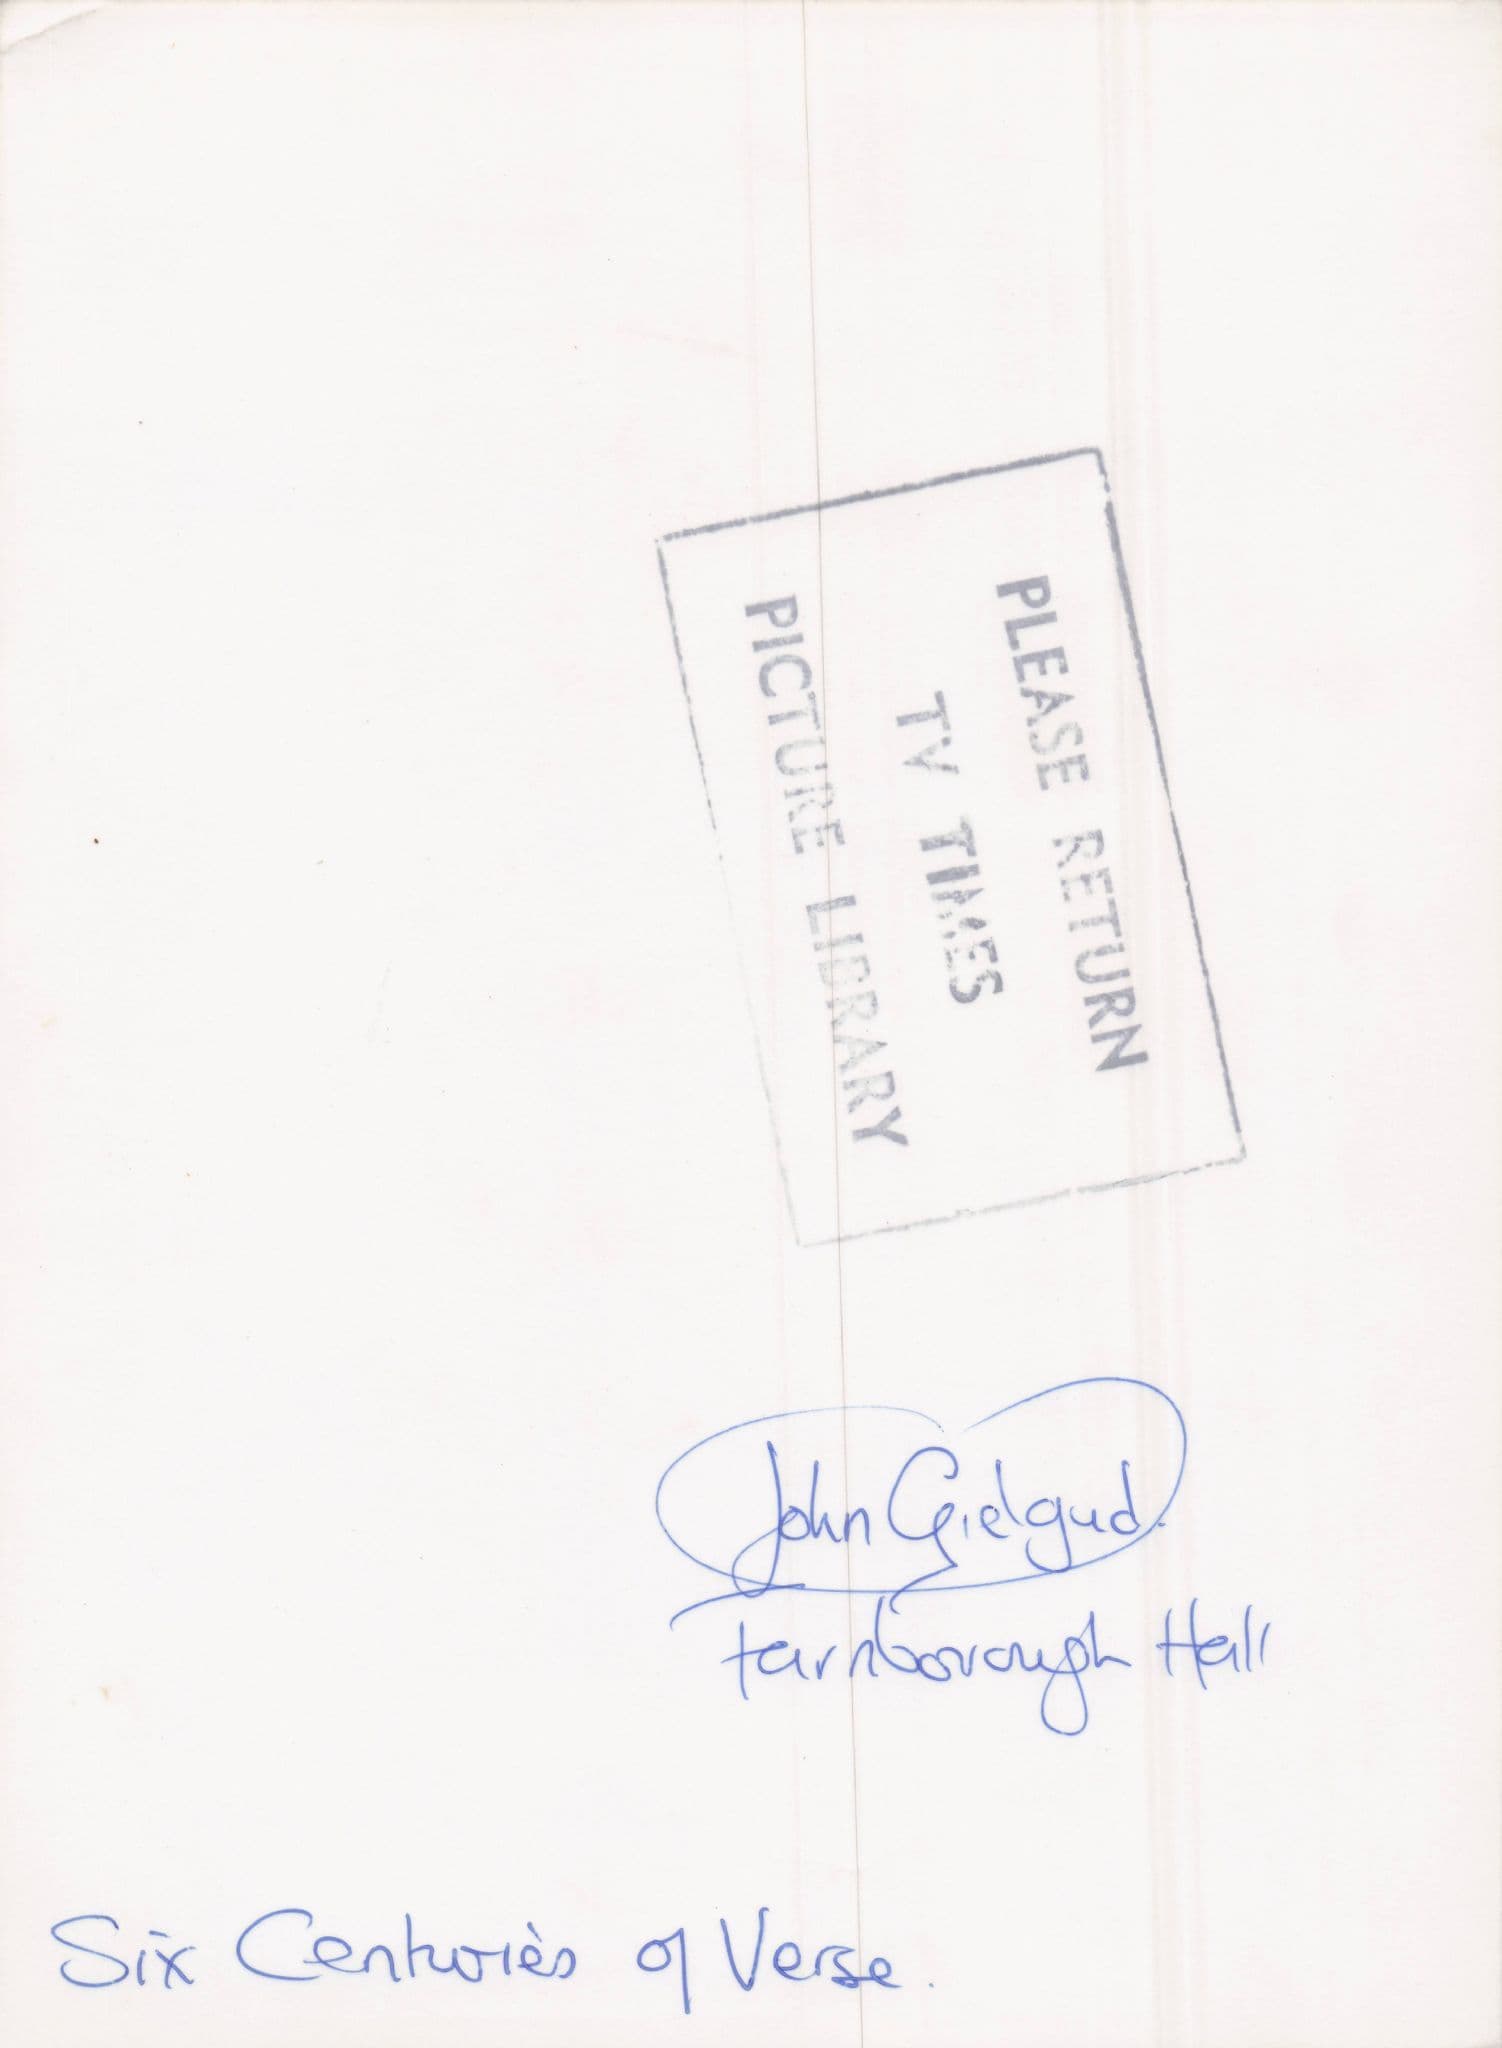 PLEASE RETURN
TV TIMES
PICTURE LIBRARY
John Gielgud.
Farnborough Hall
Six Centuries of Verse.